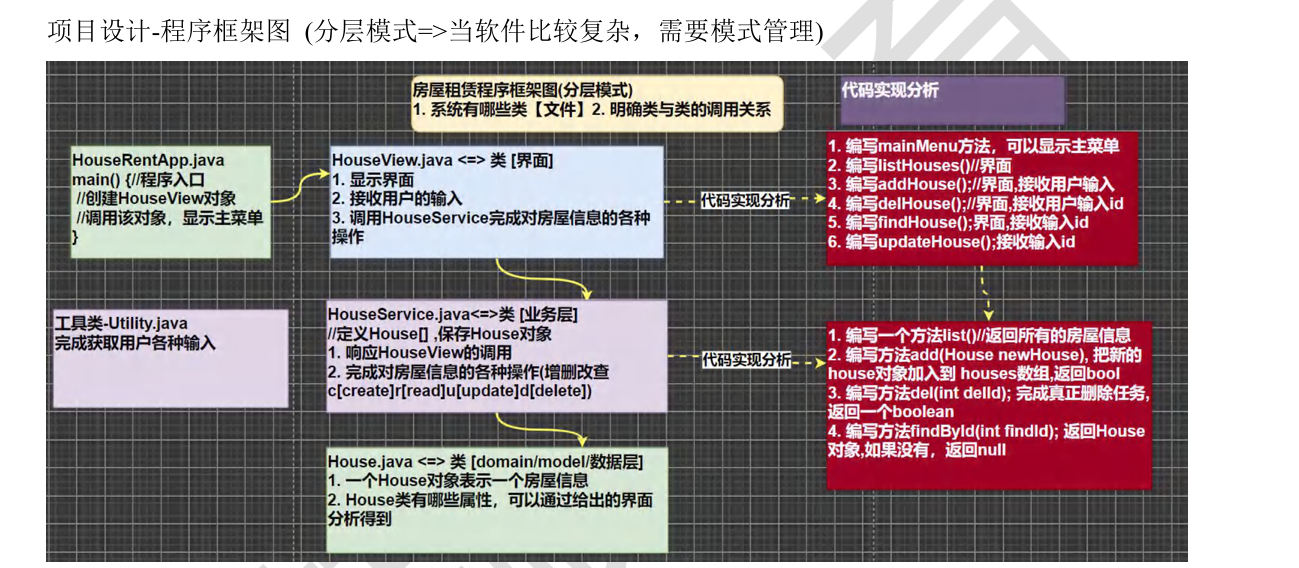 项目设计-程序框架图 (分层模式=>当软件比较复杂，需要模式管理)
房屋租赁程序框架图(分层模式)
1. 系统有哪些类【文件】2. 明确类与类的调用关系
代码实现分析
HouseRentApp.java
main() {//程序入口
//创建HouseView对象
//调用该对象，显示主菜单
}
HouseView.java <=> 类 [界面]
1. 显示界面
2. 接收用户的输入
3. 调用HouseService完成对房屋信息的各种
操作
代码实现分析
1. 编写mainMenu方法，可以显示主菜单
2. 编写listHouses()//界面
3. 编写addHouse();//界面,接收用户输入
4. 编写delHouse();//界面,接收用户输入id
5. 编写findHouse();界面,接收输入id
6. 编写updateHouse();接收输入id
工具类-Utility.java
完成获取用户各种输入
HouseService.java<=>类 [业务层]
//定义House[] ,保存House对象
1. 响应HouseView的调用
2. 完成对房屋信息的各种操作(增删改查
c[create]r[read]u[update]d[delete])
代码实现分析
1. 编写一个方法list()//返回所有的房屋信息
2. 编写方法add(House newHouse), 把新的
house对象加入到 houses数组,返回bool
3. 编写方法del(int delId); 完成真正删除任务,
返回一个boolean
4. 编写方法findById(int findId); 返回House
对象,如果没有，返回null
House.java <=> 类 [domain/model/数据层]
1. 一个House对象表示一个房屋信息
2. House类有哪些属性，可以通过给出的界面
分析得到